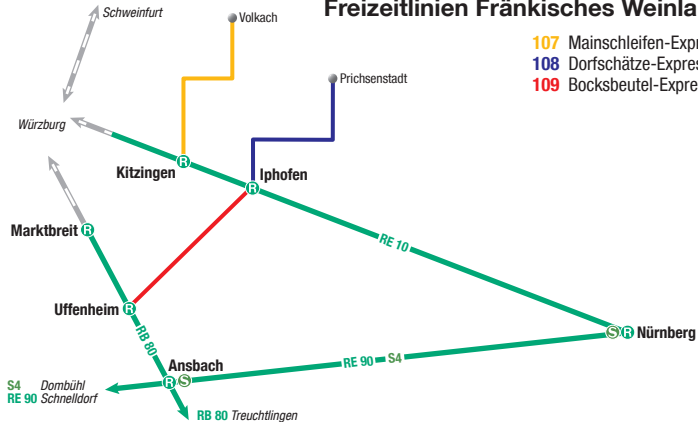 Freizeitlinien Fränkisches Weinla
107 Mainschleifen-Expr
108 Dorfschätze-Expres
109 Bocksbeutel-Expre
Schweinfurt
Volkach
Prichsenstadt
Würzburg
Kitzingen
R
Iphofen
R
Marktbreit
R
RE 10
Uffenheim
R
RB 80
S R Nürnberg
Ansbach
R S
RE 90 S4
S4 Dombühl
RE 90 Schnelldorf
RB 80 Treuchtlingen